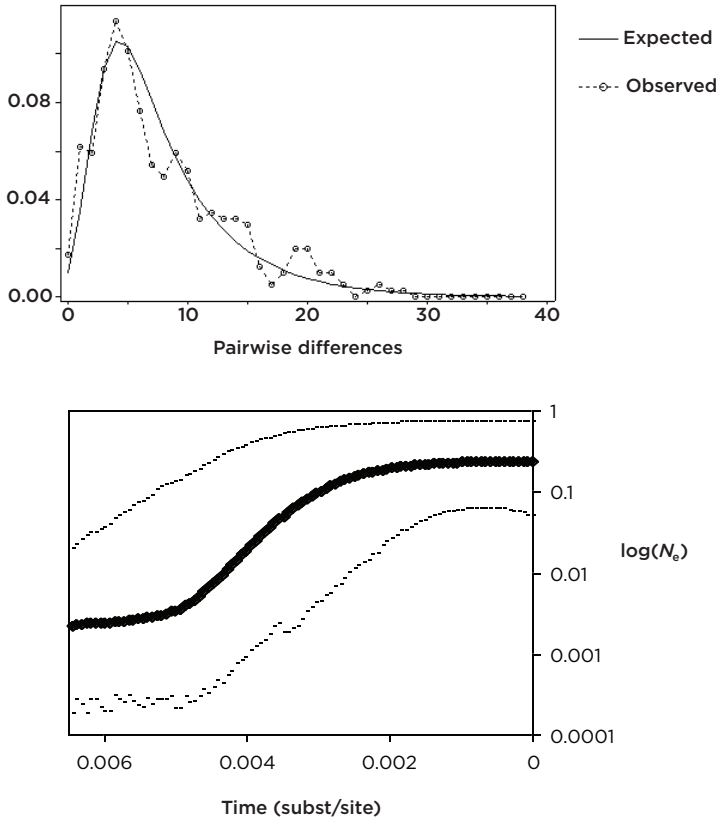 Expected
Observed
0.08
0.04
0.00
0 10 20 30 40
Pairwise differences
1
0.1
0.01
0.001
0.0001
log(Ne)
0.006 0.004 0.002 0
Time (subst/site)